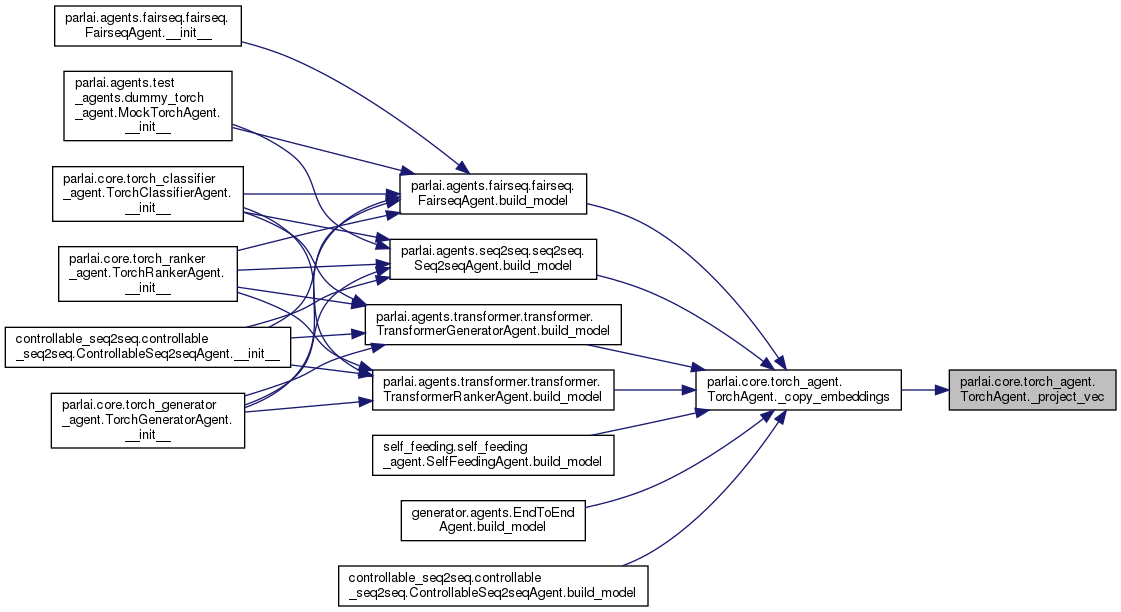 parlai.agents.fairseq.fairseq.
FairseqAgent.__init__
parlai.agents.test
_agents.dummy_torch
_agent.MockTorchAgent.
__init__
parlai.core.torch_classifier
_agent.TorchClassifierAgent.
__init__
parlai.core.torch_ranker
_agent.TorchRankerAgent.
__init__
controllable_seq2seq.controllable
_seq2seq.ControllableSeq2seqAgent.__init__
parlai.core.torch_generator
_agent.TorchGeneratorAgent.
__init__
parlai.agents.fairseq.fairseq.
FairseqAgent.build_model
parlai.agents.seq2seq.seq2seq.
Seq2seqAgent.build_model
parlai.agents.transformer.transformer.
TransformerGeneratorAgent.build_model
parlai.agents.transformer.transformer.
TransformerRankerAgent.build_model
self_feeding.self_feeding
_agent.SelfFeedingAgent.build_model
generator.agents.EndToEnd
Agent.build_model
controllable_seq2seq.controllable
_seq2seq.ControllableSeq2seqAgent.build_model
parlai.core.torch_agent.
TorchAgent._copy_embeddings
parlai.core.torch_agent.
TorchAgent._project_vec